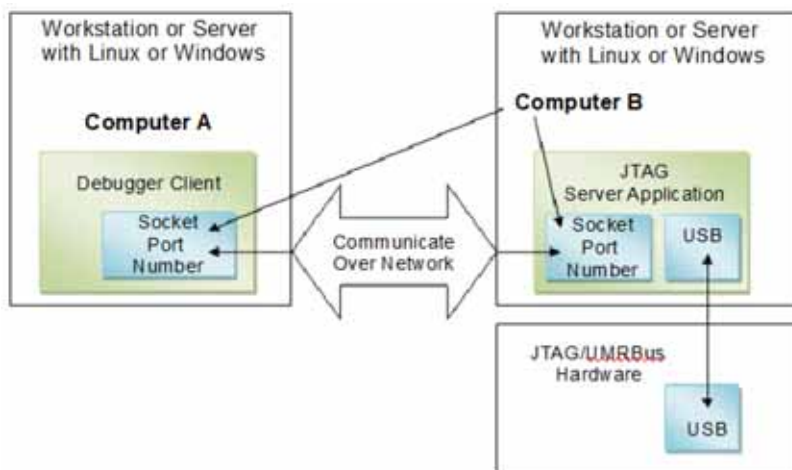 Workstation or Server
with Linux or Windows
Computer A
Debugger Client
Socket
Port
Number
Communicate
Over Network
Workstation or Server
with Linux or Windows
Computer B
JTAG
Server Application
Socket
Port
Number
USB
JTAG/UMRBus
Hardware
USB